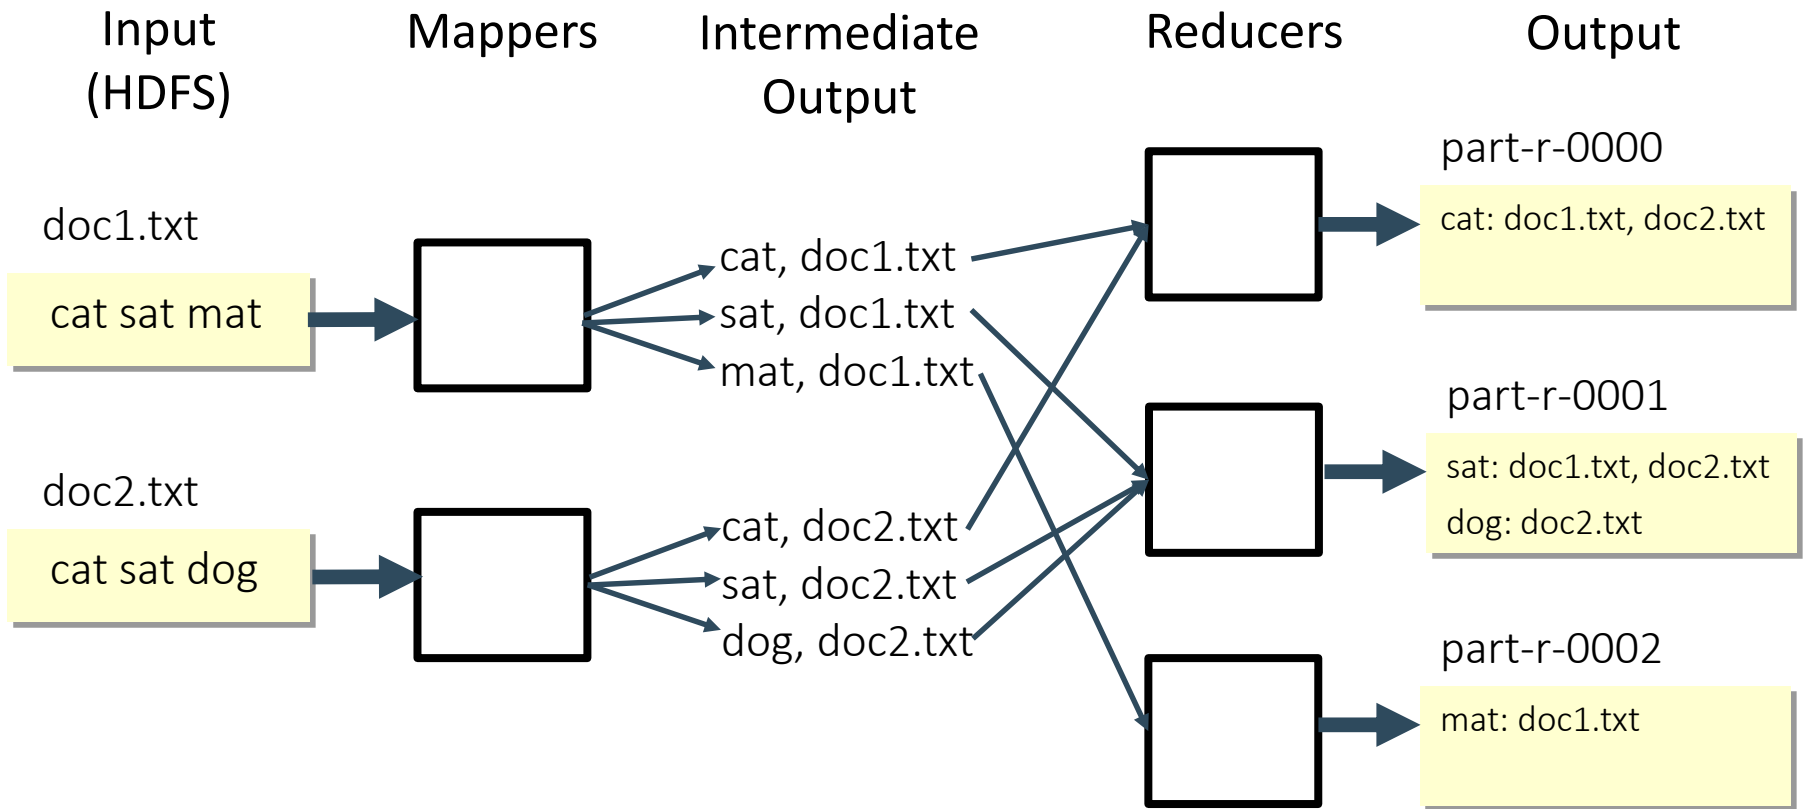 Input
(HDFS)
Mappers
Intermediate
Output
Reducers
Output
doc1.txt
cat sat mat
doc2.txt
cat sat dog
cat, doc1.txt
sat, doc1.txt
mat, doc1.txt
cat, doc2.txt
sat, doc2.txt
dog, doc2.txt
part-r-0000
cat: doc1.txt, doc2.txt
part-r-0001
sat: doc1.txt, doc2.txt
dog: doc2.txt
part-r-0002
mat: doc1.txt